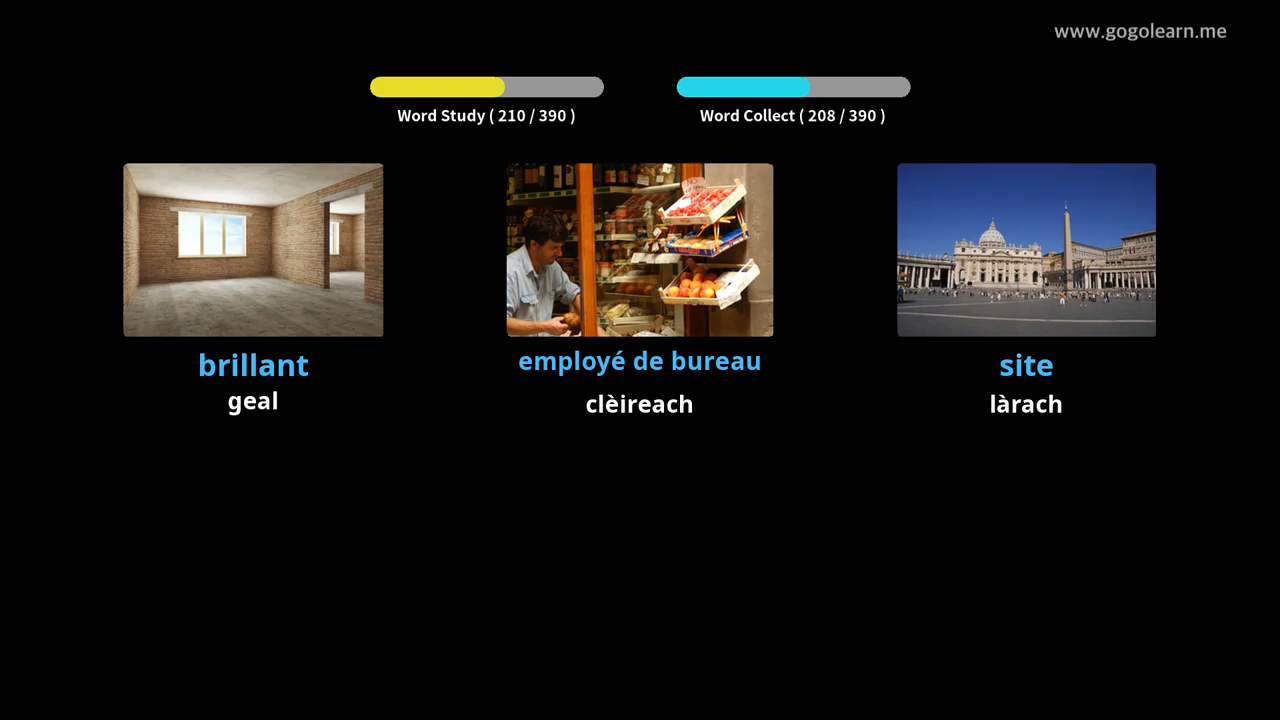 www.gogolearn.me
Word Study ( 210 / 390 )
Word Collect ( 208 / 390 )
brillant
geal
employé de bureau
clèireach
site
làrach